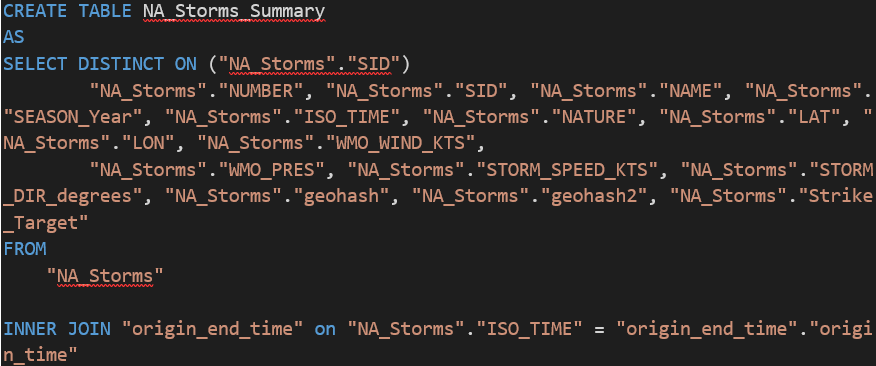 CREATE TABLE NA_Storms_Summary
AS
SELECT DISTINCT ON ("NA_Storms"."SID")
"NA_Storms"."NUMBER", "NA_Storms"."SID", "NA_Storms"."NAME", "NA_Storms".
"SEASON_Year", "NA_Storms"."ISO_TIME", "NA_Storms"."NATURE", "NA_Storms"."LAT", "
NA_Storms"."LON", "NA_Storms"."WMO_WIND_KTS",
"NA_Storms"."WMO_PRES", "NA_Storms"."STORM_SPEED_KTS", "NA_Storms"."STORM
_DIR_degrees", "NA_Storms"."geohash", "NA_Storms"."geohash2", "NA_Storms"."Strike
_Target"
FROM
"NA_Storms"
INNER JOIN "origin_end_time" on "NA_Storms"."ISO_TIME" = "origin_end_time"."origi
n_time"